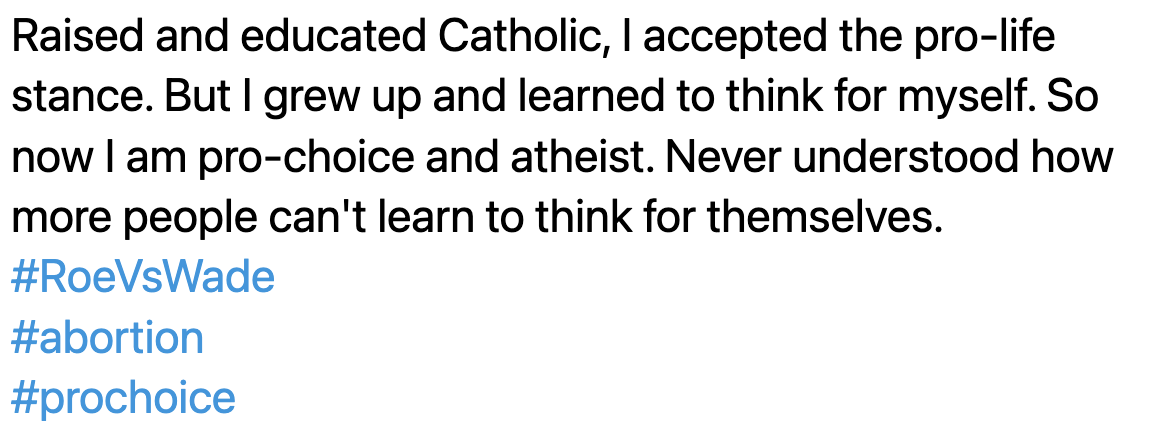 Raised and educated Catholic, I accepted the pro-life
stance. But I grew up and learned to think for myself. So
now I am pro-choice and atheist. Never understood how
more people can't learn to think for themselves.
#RoeVsWade
#abortion
#prochoice